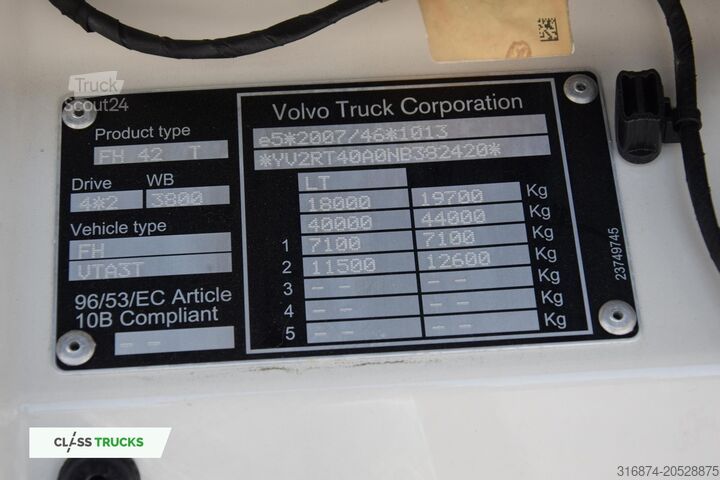 Truck
Scout24
Volvo Truck Corporation
e5*2007/46*1013
*YV2RT40A0NB382420*
Product type
FH 42 T
Drive WB
4*2 3800
Vehicle type
FH
VTA3T
96/53/EC Article
10B Compliant
-- --
LT
18000 19700 Kg
40000 44000 Kg
1 7100 7100 Kg
2 11500 12600 Kg
3 -- -- -- -- Kg
4 -- -- -- -- Kg
5 -- -- -- -- Kg
23749745
CLASS TRUCKS
316874-20528875